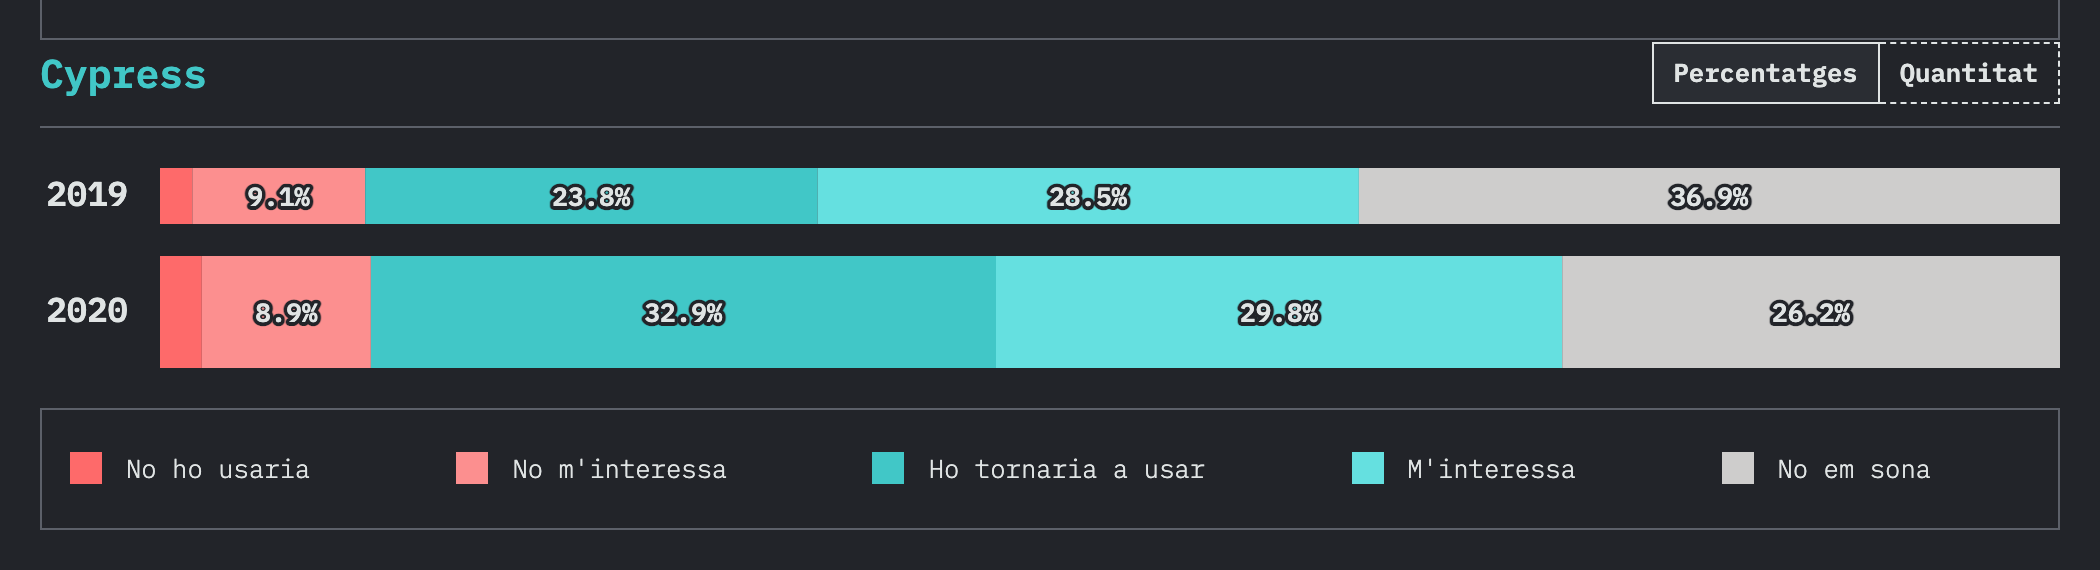 Cypress
Percentatges Quantitat
2019 9.1% 23.8% 28.5% 36.9%
2020 8.9% 32.9% 29.8% 26.2%
No ho usaria No m'interessa Ho tornaria a usar M'interessa No em sona